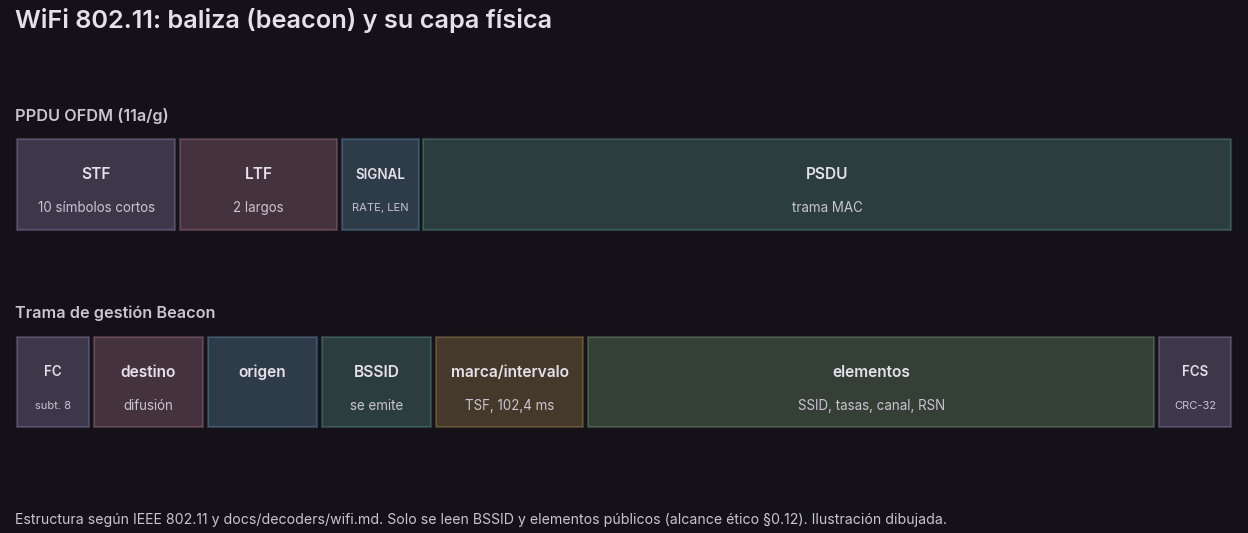 WiFi 802.11: baliza (beacon) y su capa física
PPDU OFDM (11a/g)
STF
LTF
SIGNAL
PSDU
10 símbolos cortos
2 largos
RATE, LEN
trama MAC
Trama de gestión Beacon
FC
destino
origen
BSSID
marca/intervalo
elementos
FCS
subt. 8
difusión
se emite
TSF, 102,4 ms
SSID, tasas, canal, RSN
CRC-32
Estructura según IEEE 802.11 y docs/decoders/wifi.md. Solo se leen BSSID y elementos públicos (alcance ético §0.12). Ilustración dibujada.